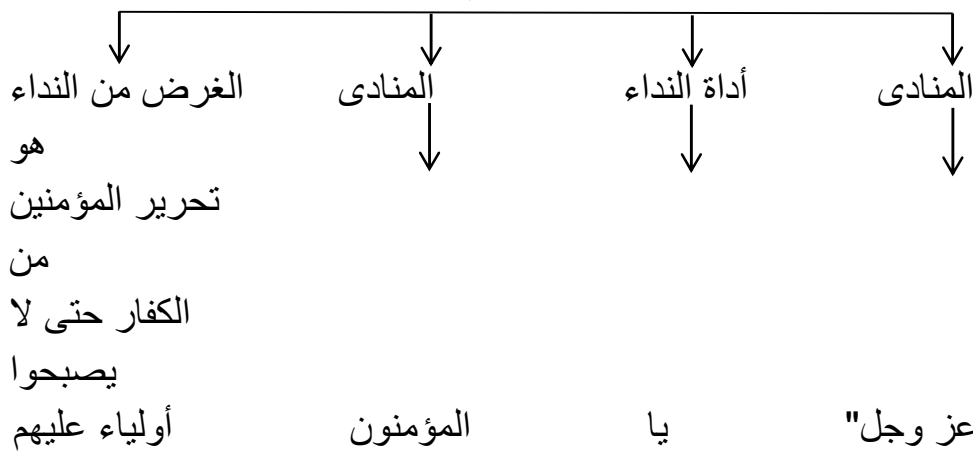 المنادى أداة النداء المنادى الغرض من النداء
هو
تحرير المؤمنين
من
الكفار حتى لا
يصبحوا
عز وجل" يا المؤمنون أولياء عليهم